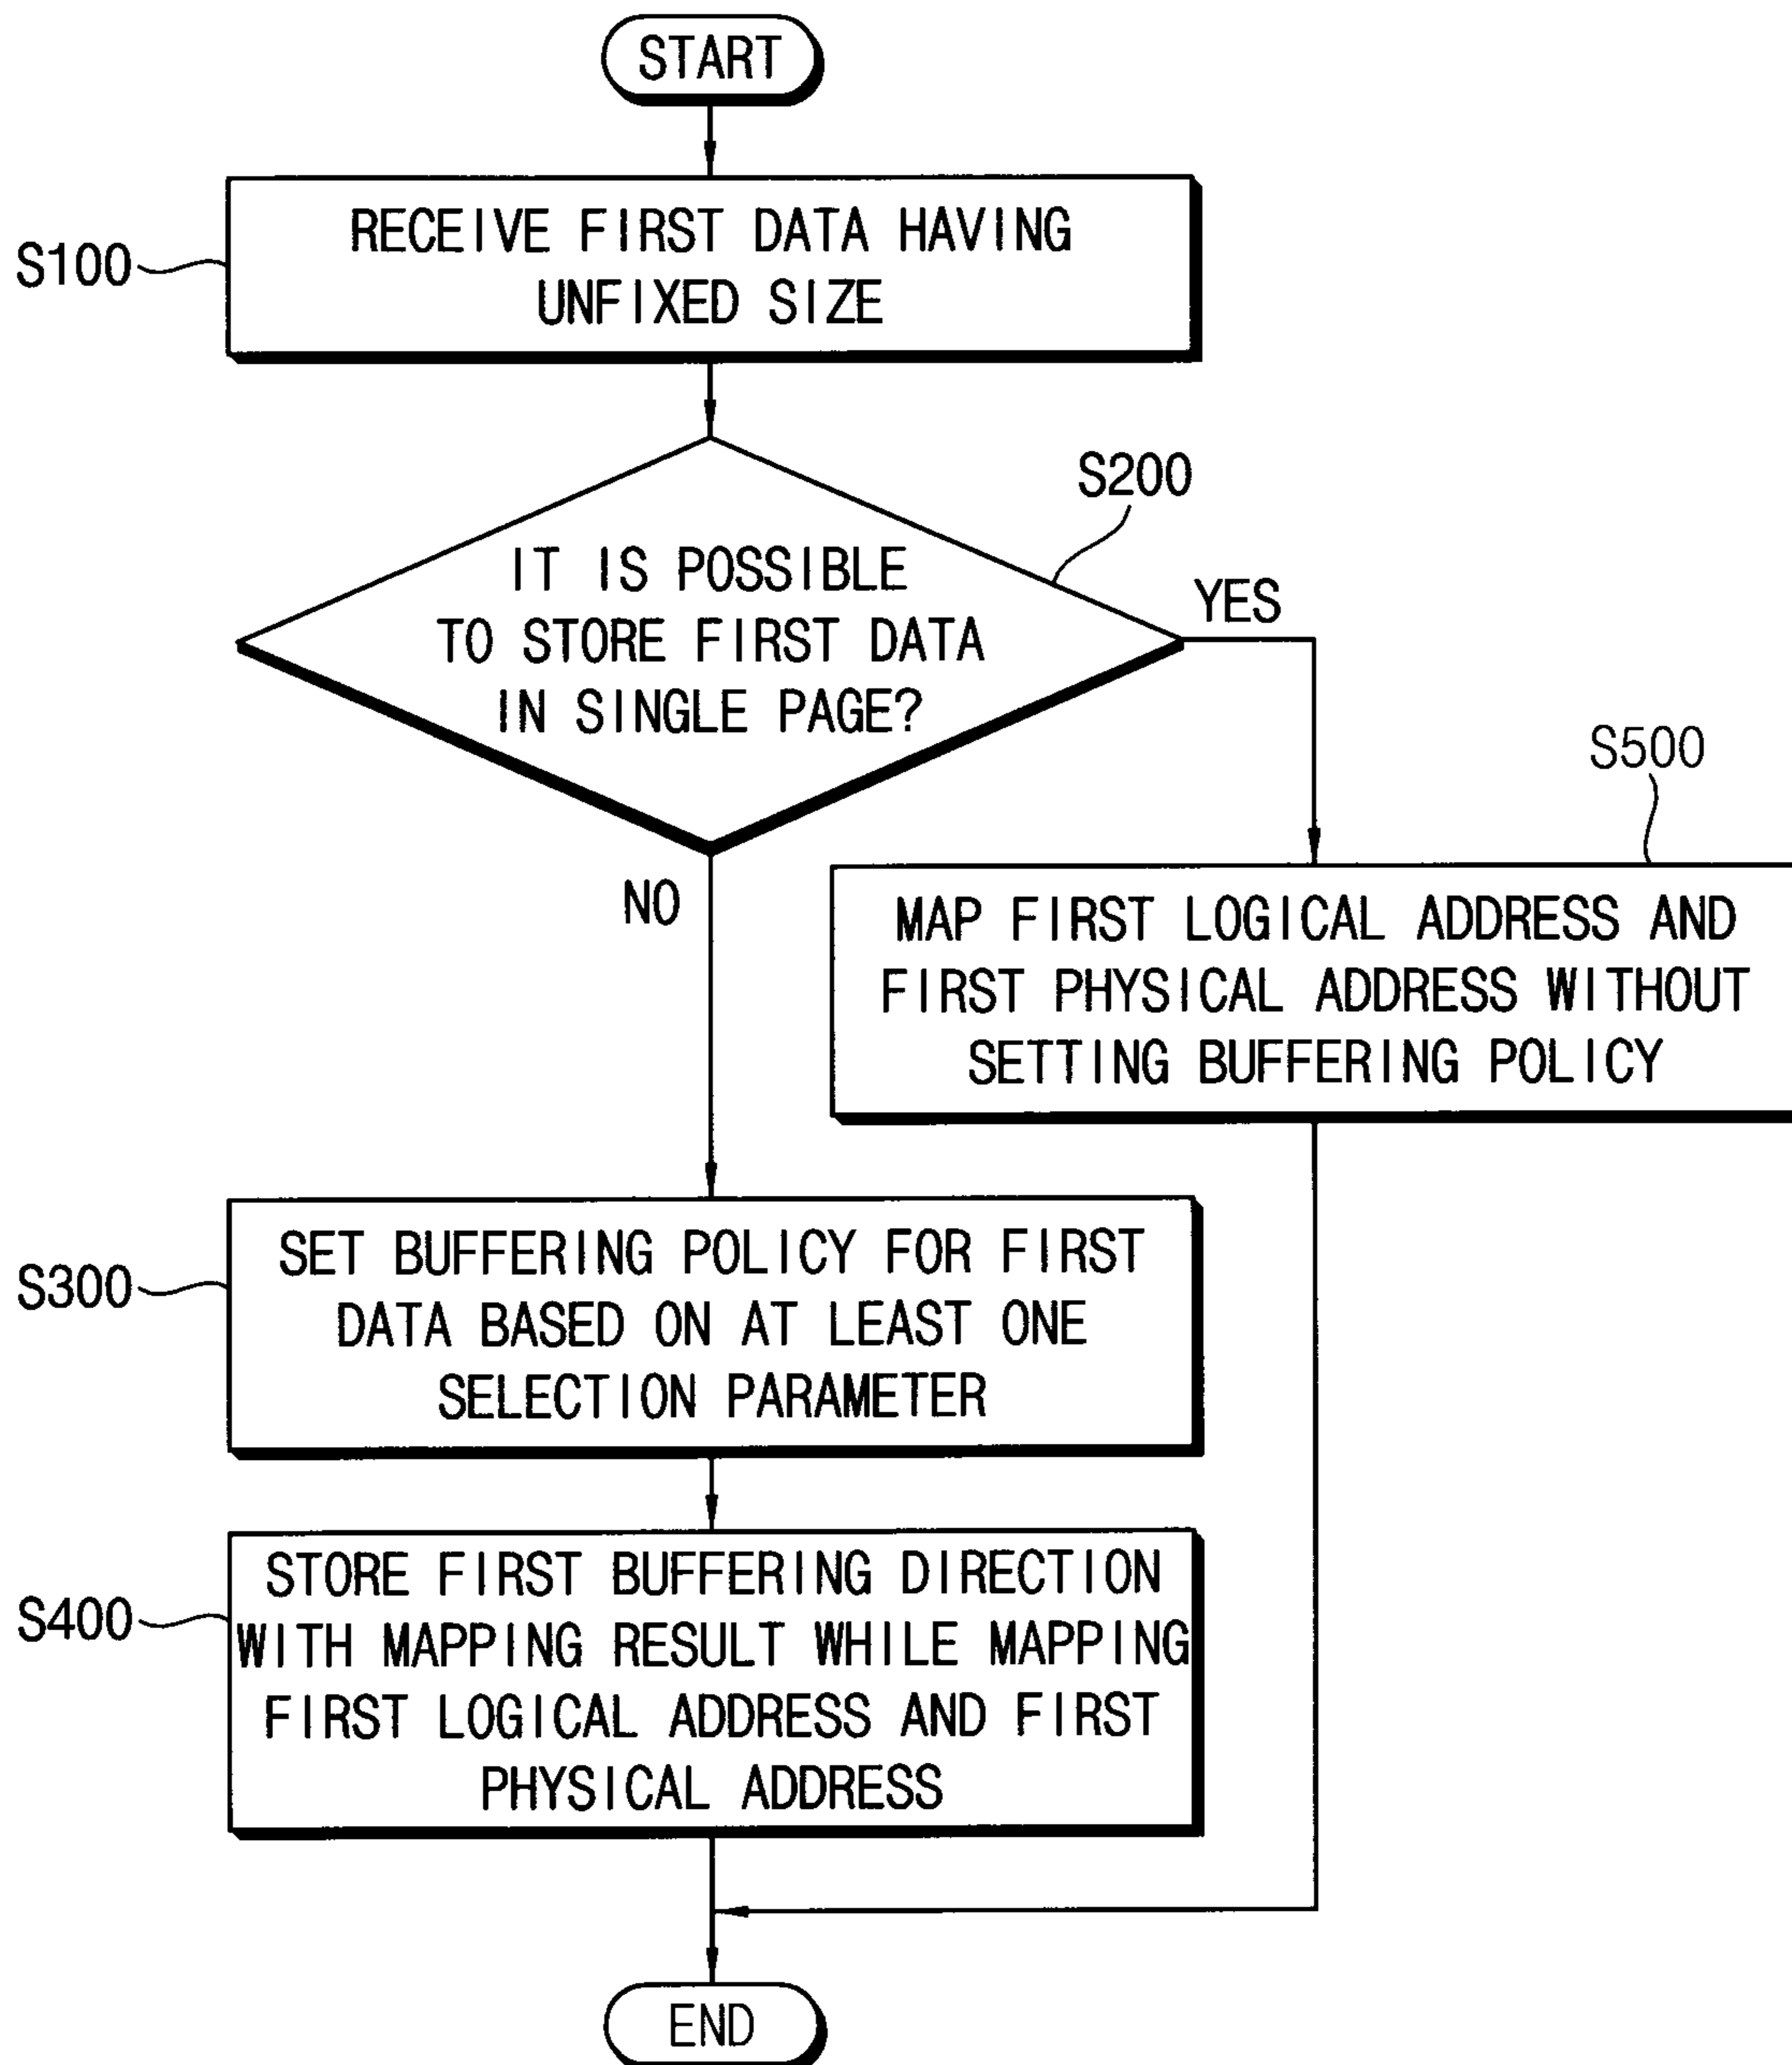 START
RECEIVE FIRST DATA HAVING
UNFIXED SIZE
S100
S200
IT IS POSSIBLE
TO STORE FIRST DATA
IN SINGLE PAGE?
YES
NO
S500
MAP FIRST LOGICAL ADDRESS AND
FIRST PHYSICAL ADDRESS WITHOUT
SETTING BUFFERING POLICY
S300
SET BUFFERING POLICY FOR FIRST
DATA BASED ON AT LEAST ONE
SELECTION PARAMETER
S400
STORE FIRST BUFFERING DIRECTION
WITH MAPPING RESULT WHILE MAPPING
FIRST LOGICAL ADDRESS AND FIRST
PHYSICAL ADDRESS
END